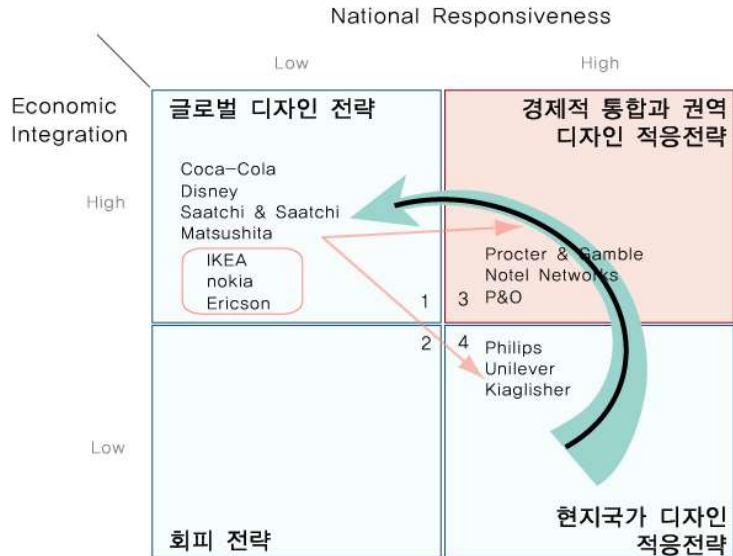 National Responsiveness
Low
High
Economic
Integration
High
글로벌 디자인 전략
Coca-Cola
Disney
Saatchi & Saatchi
Matsushita
IKEA
nokia
Ericson
1
경제적 통합과 권역
디자인 적응전략
Procter & Gamble
Notel Networks
P&O
3
Low
2
회피 전략
4
Philips
Unilever
Kiaglisher
현지국가 디자인
적응전략